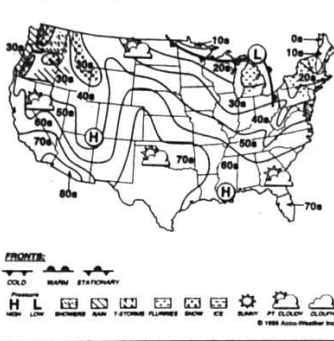 10s
0s
10s
30s
20s
20s
30s
30s
30s
40s
40s
50s
50s
60s
60s
70s
70s
80s
70s
L
H
H
FRONTS:
COLD WARM STATIONARY
Pressure
H L
HIGH LOW SHOWERS RAIN T-STORMS FLURRIES SNOW ICE SUNNY PT CLOUDY CLOUDY
Accu-Weather Inc